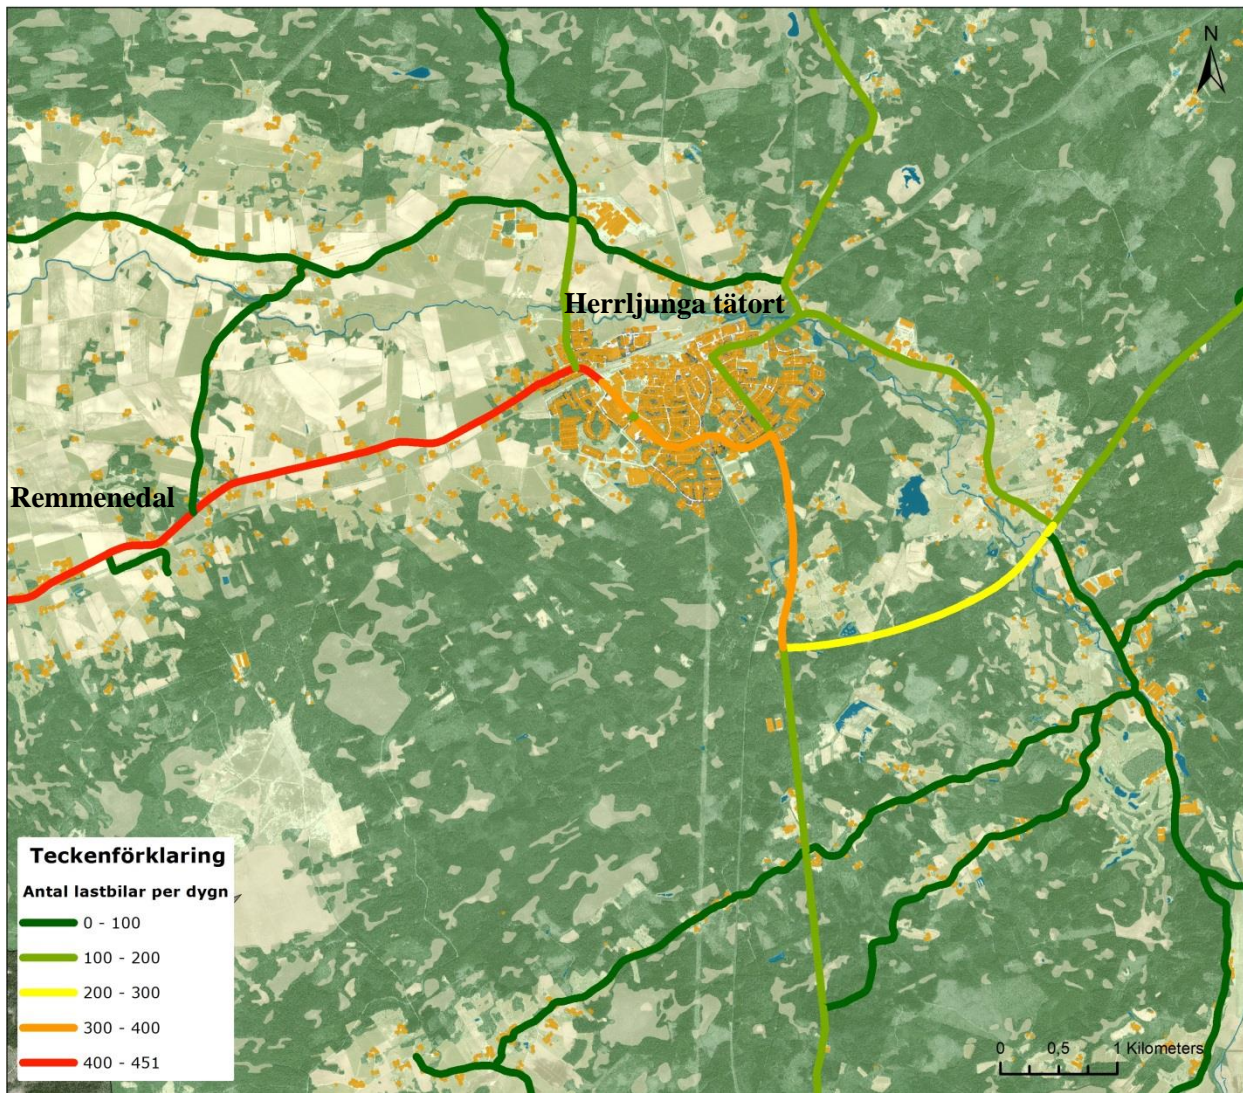 N
Herrljunga tätort
Remmenedal
Teckenförklaring
Antal lastbilar per dygn
0 - 100
100 - 200
200 - 300
300 - 400
400 - 451
0 0,5 1 Kilometers